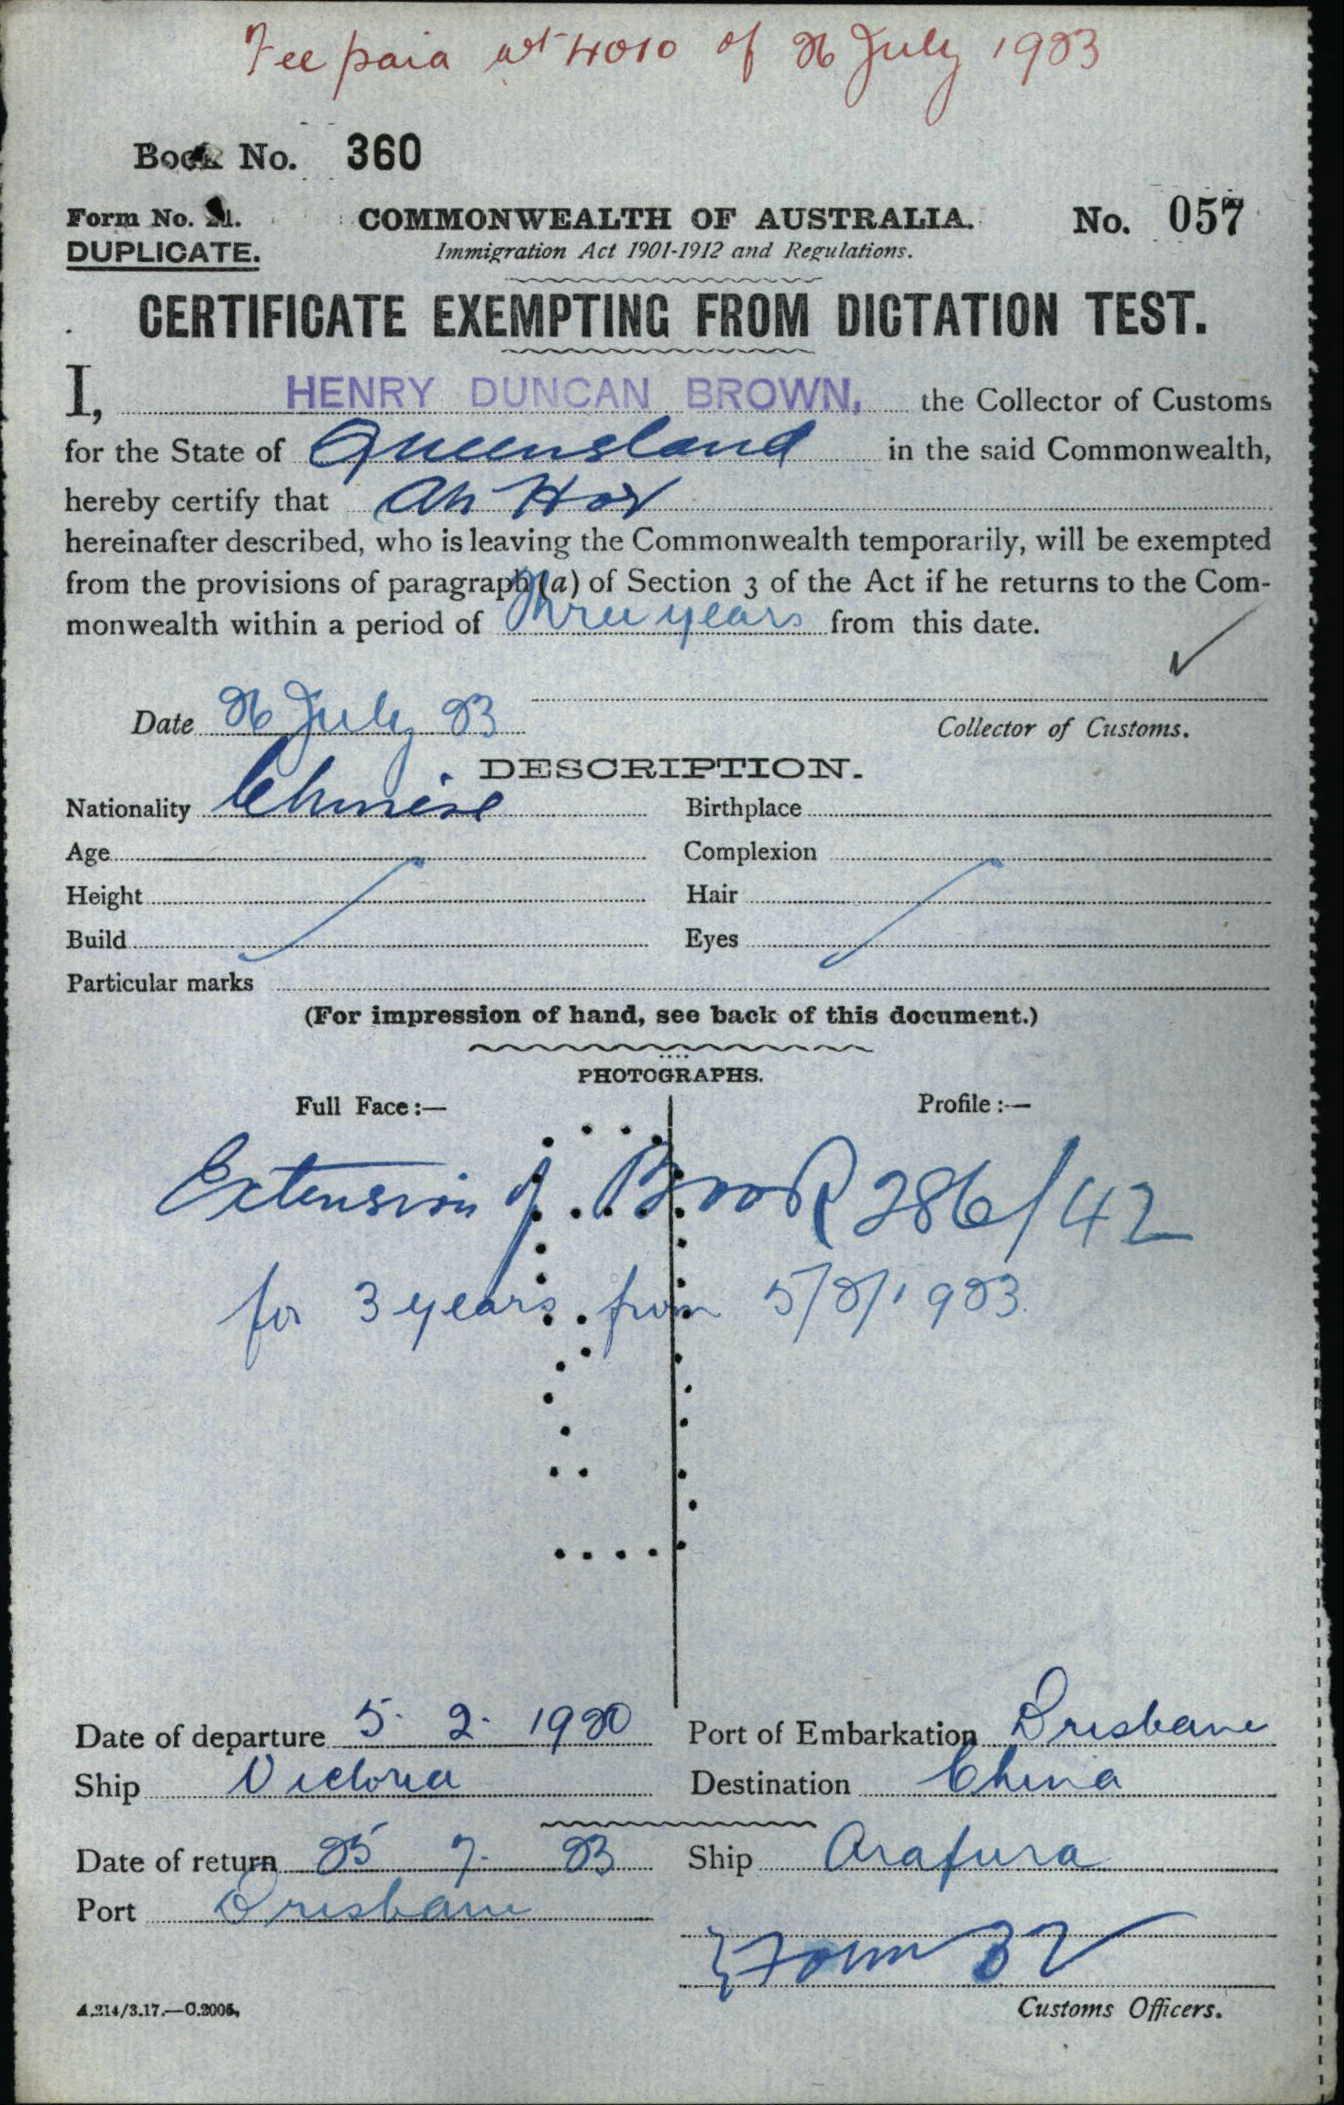 Fee paid 4010 of 26 July 1923
Book No. 360
Form No. 21.
COMMONWEALTH OF AUSTRALIA.
No. 057
DUPLICATE.
Immigration Act 1901-1912 and Regulations.
CERTIFICATE EXEMPTING FROM DICTATION TEST.
I, HENRY DUNCAN BROWN, the Collector of Customs
for the State of Queensland in the said Commonwealth,
hereby certify that Ah Hoy
hereinafter described, who is leaving the Commonwealth temporarily, will be exempted
from the provisions of paragraph (a) of Section 3 of the Act if he returns to the Com-
monwealth within a period of Three years from this date.
Date 26 July 23
Collector of Customs.
DESCRIPTION.
Nationality Chinese Birthplace
Age Complexion
Height Hair
Build Eyes
Particular marks
(For impression of hand, see back of this document.)
PHOTOGRAPHS.
Full Face:— Profile:—
Extension of Book 286/42
for 3 years from 5/2/1923.
Date of departure 5. 2. 1920 Port of Embarkation Brisbane
Ship Victoria Destination China
Date of return 25 7. 23 Ship Arafura
Port Brisbane
Form 32
Customs Officers.
A.214/3.17.—C.2005.